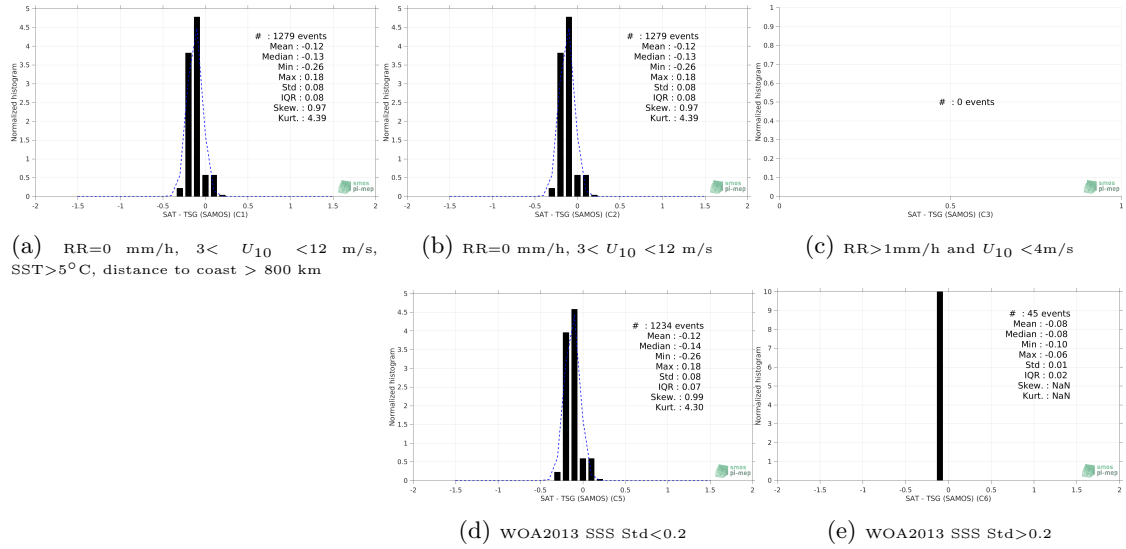 5
4.5
4
3.5
3
2.5
2
1.5
1
0.5
0
Normalized histogram
# : 1279 events
Mean : -0.12
Median : -0.13
Min : -0.26
Max : 0.18
Std : 0.08
IQR : 0.08
Skew. : 0.97
Kurt. : 4.39
smos
pi-mep
-2 -1.5 -1 -0.5 0 0.5 1 1.5 2
SAT - TSG (SAMOS) (C1)
(a) RR=0 mm/h, 3< U10 <12 m/s,
SST>5°C, distance to coast > 800 km
5
4.5
4
3.5
3
2.5
2
1.5
1
0.5
0
Normalized histogram
# : 1279 events
Mean : -0.12
Median : -0.13
Min : -0.26
Max : 0.18
Std : 0.08
IQR : 0.08
Skew. : 0.97
Kurt. : 4.39
smos
pi-mep
-2 -1.5 -1 -0.5 0 0.5 1 1.5 2
SAT - TSG (SAMOS) (C2)
(b) RR=0 mm/h, 3< U10 <12 m/s
1
0.9
0.8
0.7
0.6
0.5
0.4
0.3
0.2
0.1
0
Normalized histogram
# : 0 events
smos
pi-mep
0 0.5 1
SAT - TSG (SAMOS) (C3)
(c) RR>1mm/h and U10 <4m/s
5
4.5
4
3.5
3
2.5
2
1.5
1
0.5
0
Normalized histogram
# : 1234 events
Mean : -0.12
Median : -0.14
Min : -0.26
Max : 0.18
Std : 0.08
IQR : 0.07
Skew. : 0.99
Kurt. : 4.30
smos
pi-mep
-2 -1.5 -1 -0.5 0 0.5 1 1.5 2
SAT - TSG (SAMOS) (C5)
(d) WOA2013 SSS Std<0.2
10
9
8
7
6
5
4
3
2
1
0
Normalized histogram
# : 45 events
Mean : -0.08
Median : -0.08
Min : -0.10
Max : -0.06
Std : 0.01
IQR : 0.02
Skew. : NaN
Kurt. : NaN
smos
pi-mep
-2 -1.5 -1 -0.5 0 0.5 1 1.5 2
SAT - TSG (SAMOS) (C6)
(e) WOA2013 SSS Std>0.2